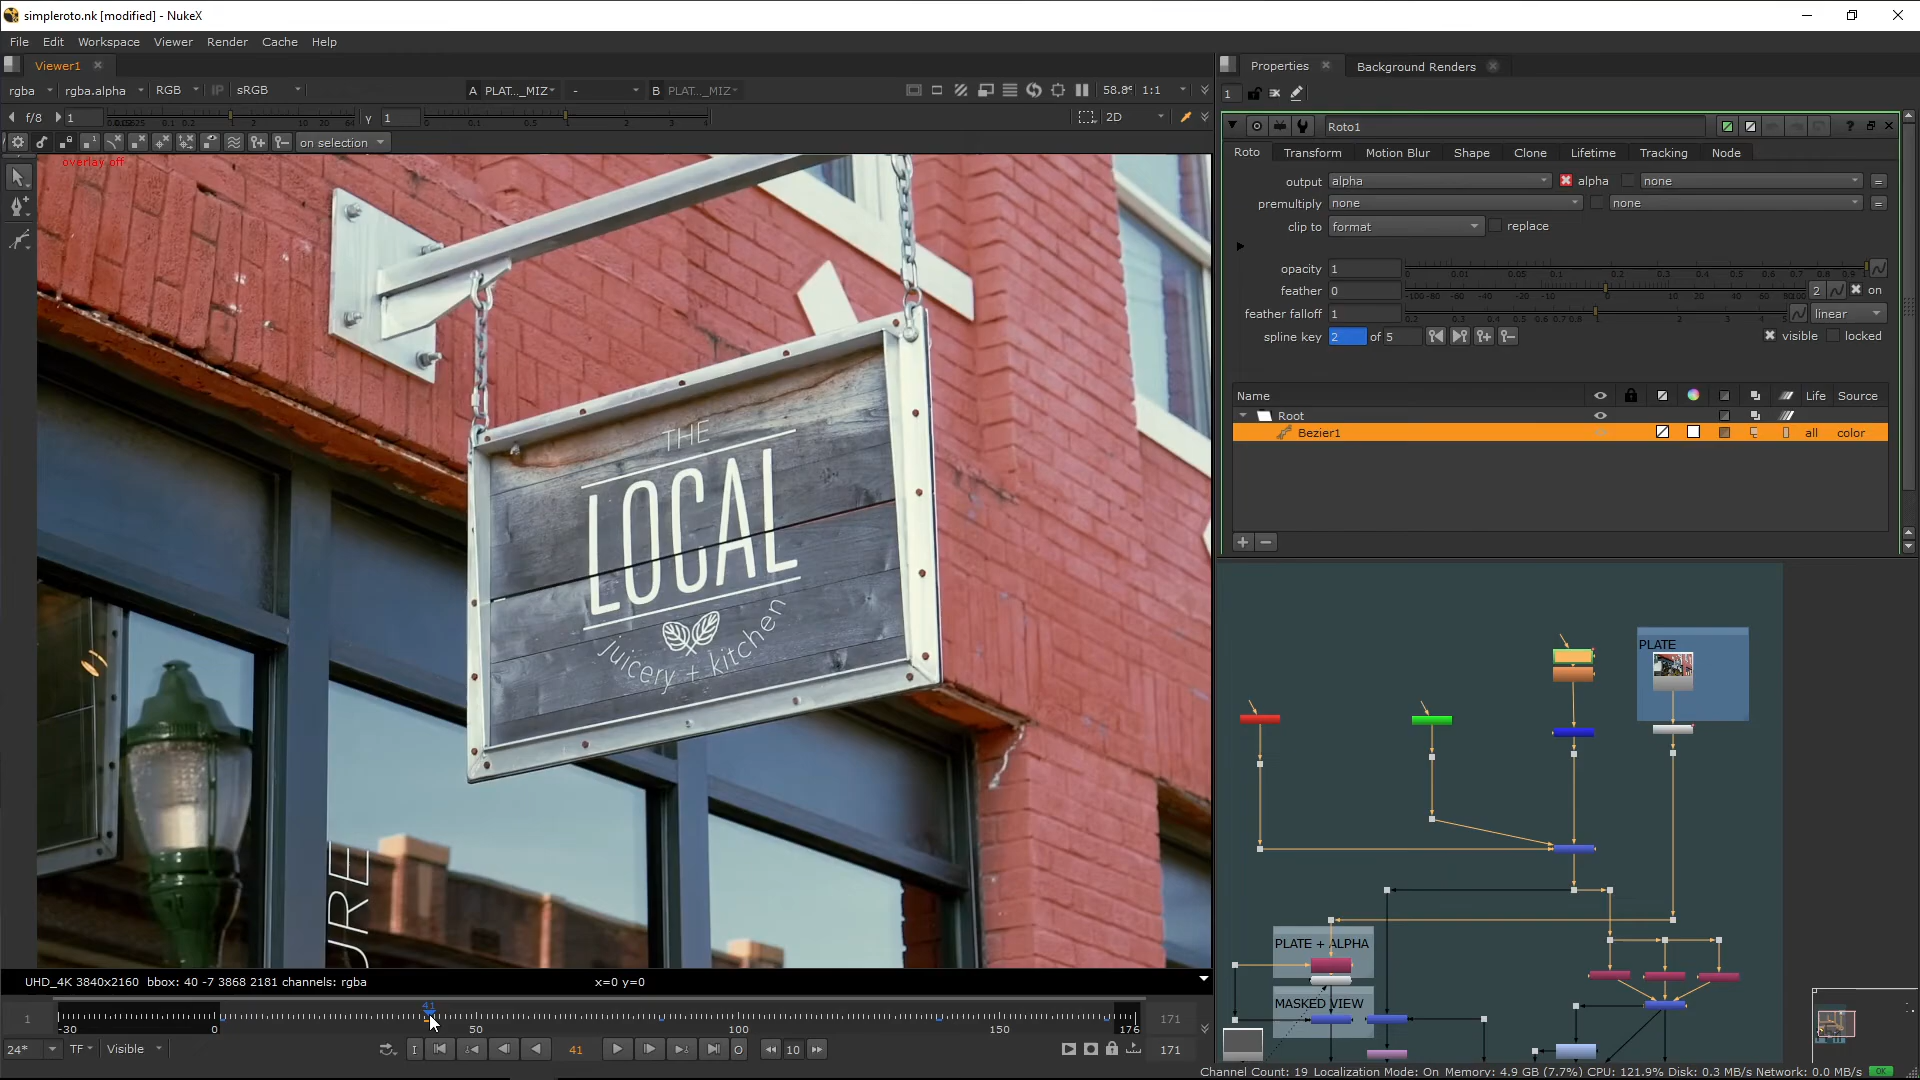 simpleroto.nk [modified] - NukeX
File Edit Workspace Viewer Render Cache Help
Viewer1
rgba rgba.alpha RGB IP sRGB A PLAT..._MIZ - B PLAT..._MIZ 1:1
f/8 1 Y 1 2D
on selection
overlay off
THE
LOCAL
juicery + kitchen
URE
UHD_4K 3840x2160 bbox: 40 -7 3868 2181 channels: rgba x=0 y=0
41
1 -30 0 50 100 150 176 171
24* TF Visible I 41 O 10 171
Properties Background Renders
1
Roto1
Roto Transform Motion Blur Shape Clone Lifetime Tracking Node
output alpha alpha none =
premultiply none none =
clip to format replace
opacity 1
feather 0 2 on
feather falloff 1 linear
spline key 2 of 5 visible locked
Name Life Source
Root
Bezier1 all color
PLATE
PLATE + ALPHA
MASKED VIEW
Channel Count: 19 Localization Mode: On Memory: 4.9 GB (7.7%) CPU: 121.9% Disk: 0.3 MB/s Network: 0.0 MB/s OK